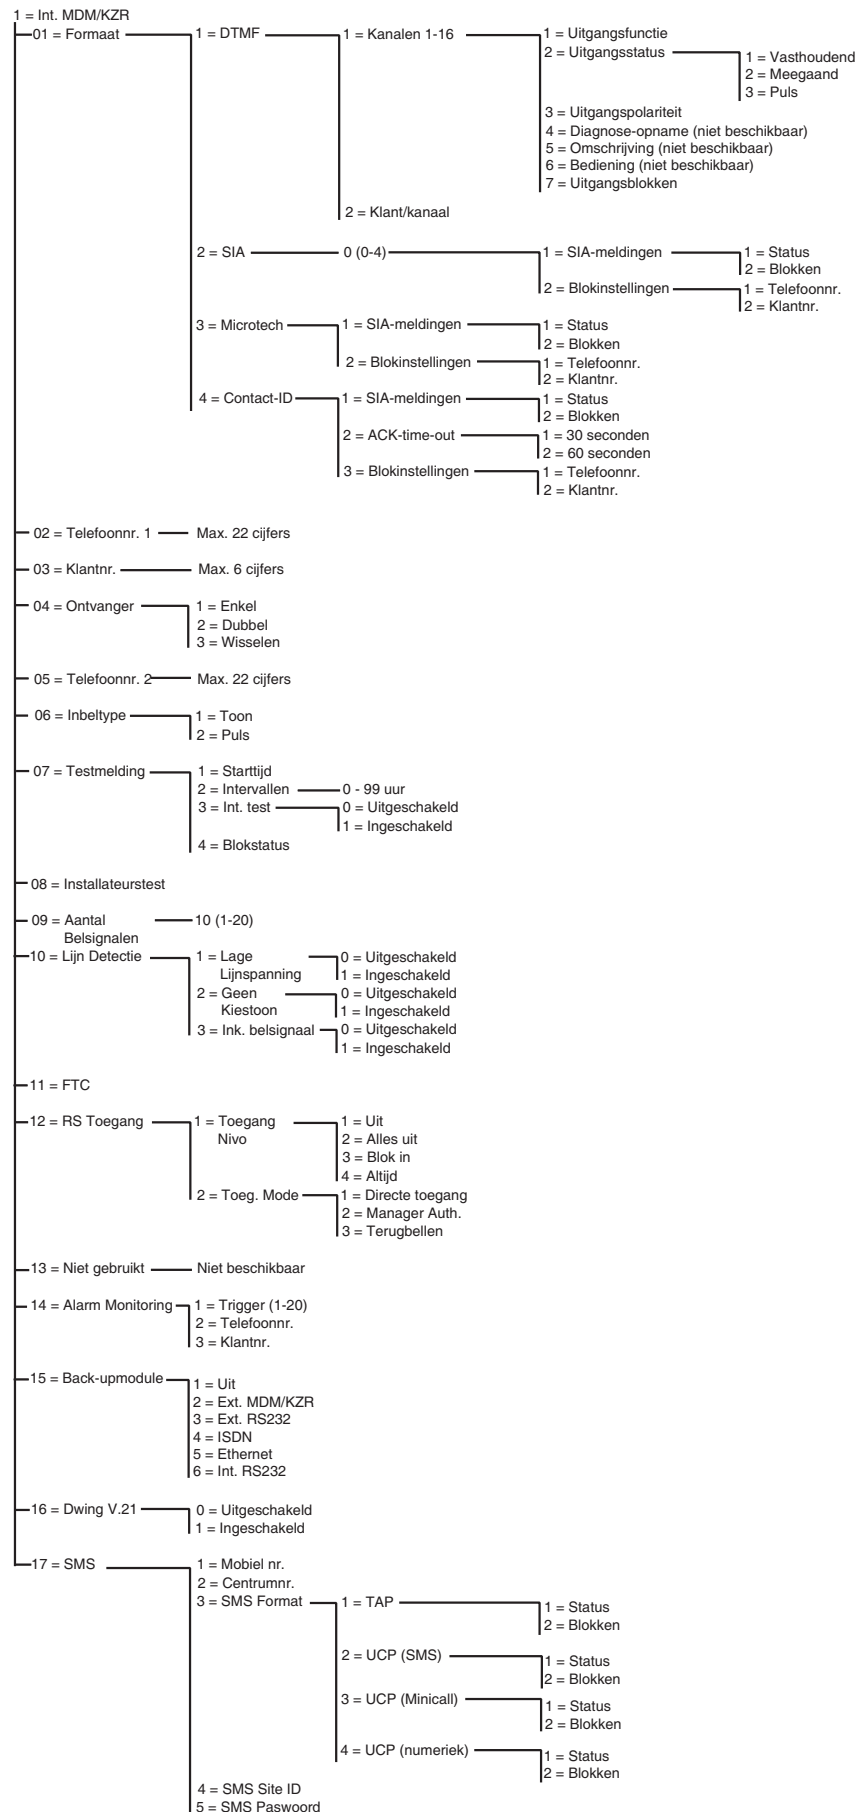 1 = Int. MDM/KZR
01 = Formaat
1 = DTMF
1 = Kanalen 1-16
1 = Uitgangsfunctie
2 = Uitgangsstatus
1 = Vasthoudend
2 = Meegaand
3 = Puls
3 = Uitgangspolariteit
4 = Diagnose-opname (niet beschikbaar)
5 = Omschrijving (niet beschikbaar)
6 = Bediening (niet beschikbaar)
7 = Uitgangsblokken
2 = Klant/kanaal
2 = SIA
0 (0-4)
1 = SIA-meldingen
1 = Status
2 = Blokken
2 = Blokinstellingen
1 = Telefoonnr.
2 = Klantnr.
3 = Microtech
1 = SIA-meldingen
1 = Status
2 = Blokken
2 = Blokinstellingen
1 = Telefoonnr.
2 = Klantnr.
4 = Contact-ID
1 = SIA-meldingen
1 = Status
2 = Blokken
2 = ACK-time-out
1 = 30 seconden
2 = 60 seconden
3 = Blokinstellingen
1 = Telefoonnr.
2 = Klantnr.
02 = Telefoonnr. 1
Max. 22 cijfers
03 = Klantnr.
Max. 6 cijfers
04 = Ontvanger
1 = Enkel
2 = Dubbel
3 = Wisselen
05 = Telefoonnr. 2
Max. 22 cijfers
06 = Inbeltype
1 = Toon
2 = Puls
07 = Testmelding
1 = Starttijd
2 = Intervallen
0 - 99 uur
3 = Int. test
0 = Uitgeschakeld
1 = Ingeschakeld
4 = Blokstatus
08 = Installateurstest
09 = Aantal
Belsignalen
10 (1-20)
10 = Lijn Detectie
1 = Lage
Lijnspanning
0 = Uitgeschakeld
1 = Ingeschakeld
2 = Geen
Kiestoon
0 = Uitgeschakeld
1 = Ingeschakeld
3 = Ink. belsignaal
0 = Uitgeschakeld
1 = Ingeschakeld
11 = FTC
12 = RS Toegang
1 = Toegang
Nivo
1 = Uit
2 = Alles uit
3 = Blok in
4 = Altijd
2 = Toeg. Mode
1 = Directe toegang
2 = Manager Auth.
3 = Terugbellen
13 = Niet gebruikt
Niet beschikbaar
14 = Alarm Monitoring
1 = Trigger (1-20)
2 = Telefoonnr.
3 = Klantnr.
15 = Back-upmodule
1 = Uit
2 = Ext. MDM/KZR
3 = Ext. RS232
4 = ISDN
5 = Ethernet
6 = Int. RS232
16 = Dwing V.21
0 = Uitgeschakeld
1 = Ingeschakeld
17 = SMS
1 = Mobiel nr.
2 = Centrumnr.
3 = SMS Format
1 = TAP
1 = Status
2 = Blokken
2 = UCP (SMS)
1 = Status
2 = Blokken
3 = UCP (Minicall)
1 = Status
2 = Blokken
4 = UCP (numeriek)
1 = Status
2 = Blokken
4 = SMS Site ID
5 = SMS Paswoord